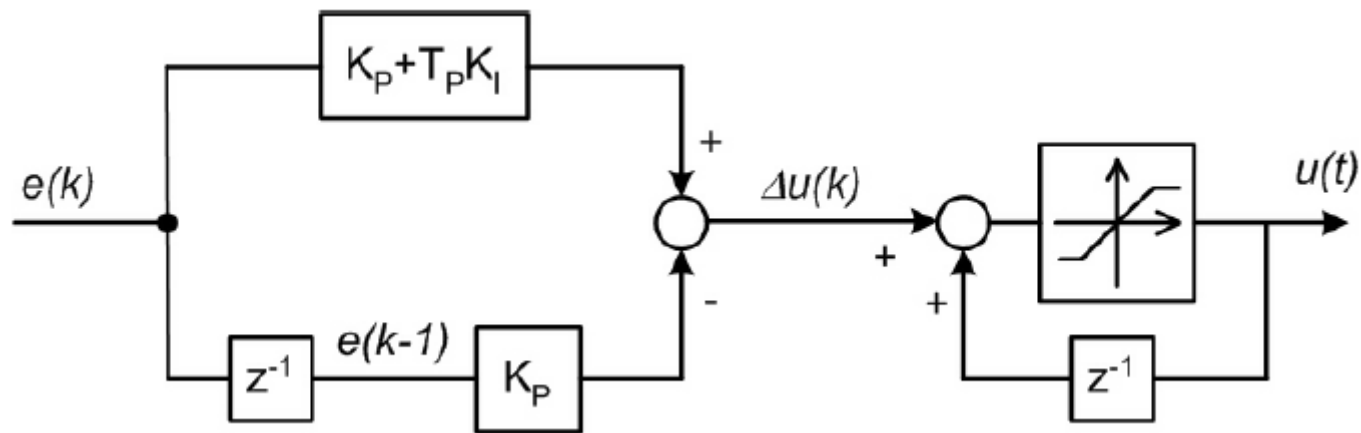 K_P+T_PK_I
+
e(k)
Δu(k)
u(t)
+
+
-
e(k-1)
z^-1
K_P
z^-1